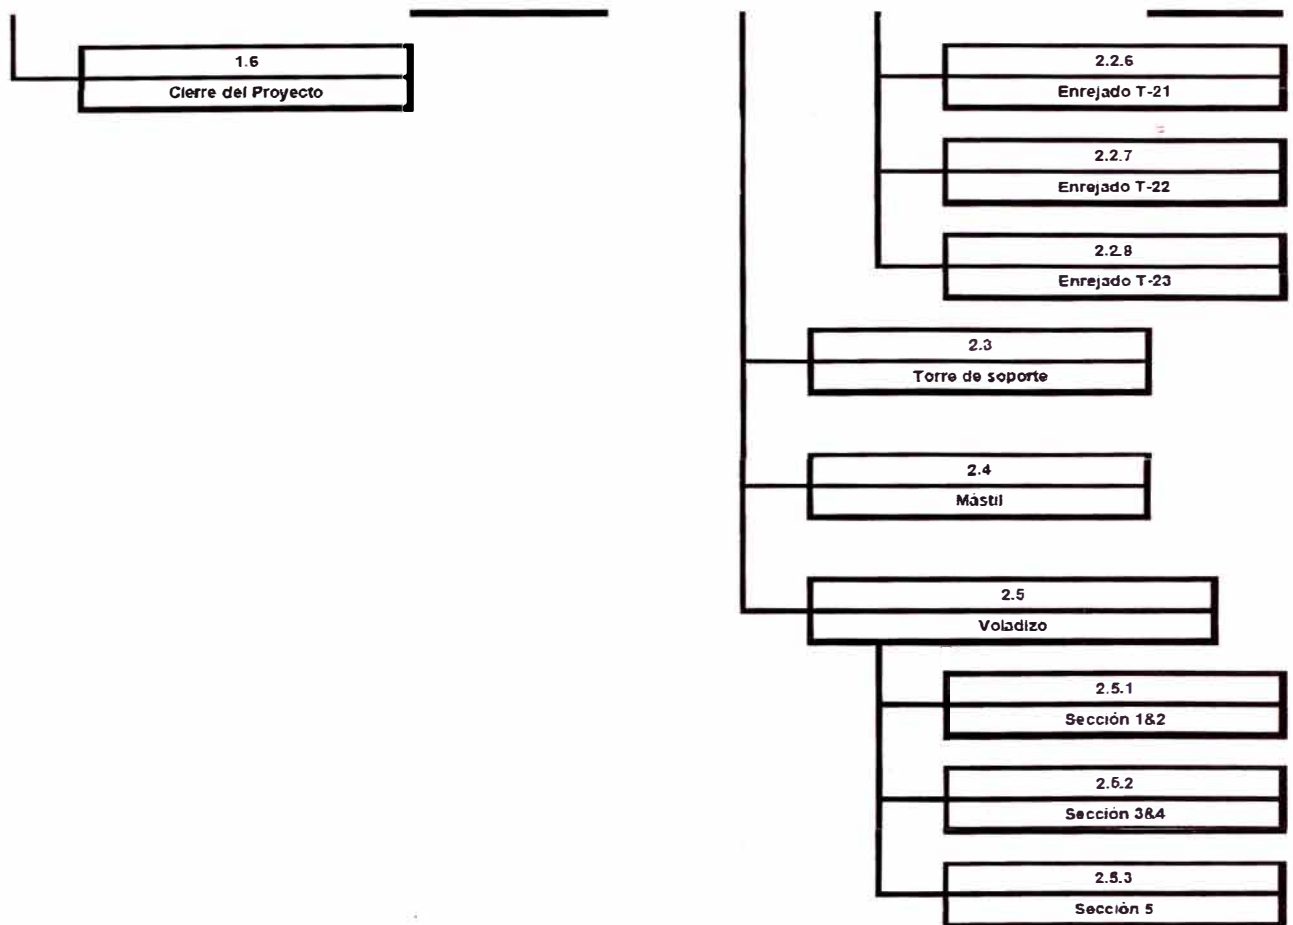 1.6
Cierre del Proyecto
2.2.6
Enrejado T-21
2.2.7
Enrejado T-22
2.2.8
Enrejado T-23
2.3
Torre de soporte
2.4
Mástil
2.5
Voladizo
2.5.1
Sección 1&2
2.5.2
Sección 3&4
2.5.3
Sección 5